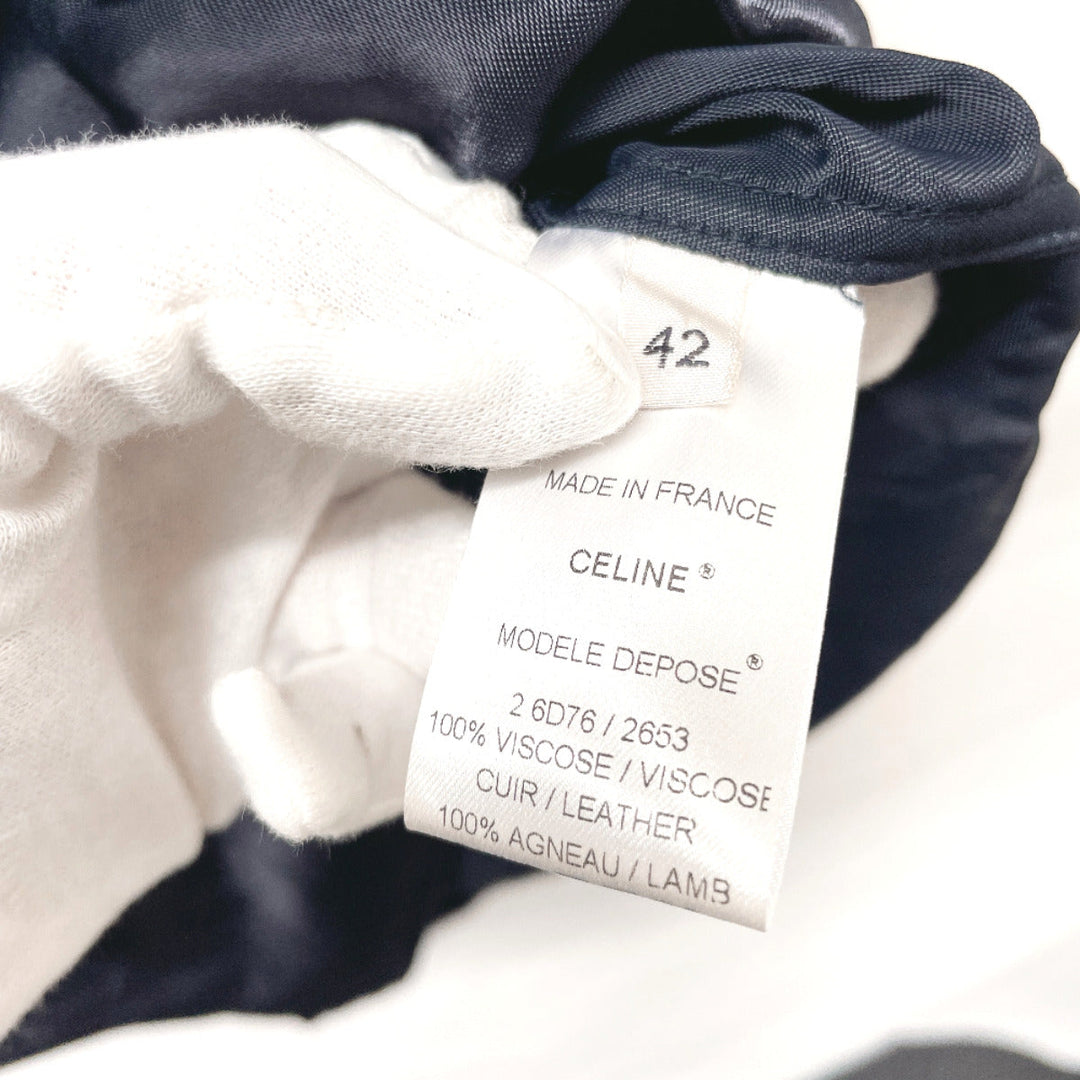 42
MADE IN FRANCE
CELINE ®
MODELE DEPOSE ®
2 6D76 / 2653
100% VISCOSE / VISCOSE
CUIR / LEATHER
100% AGNEAU / LAMB